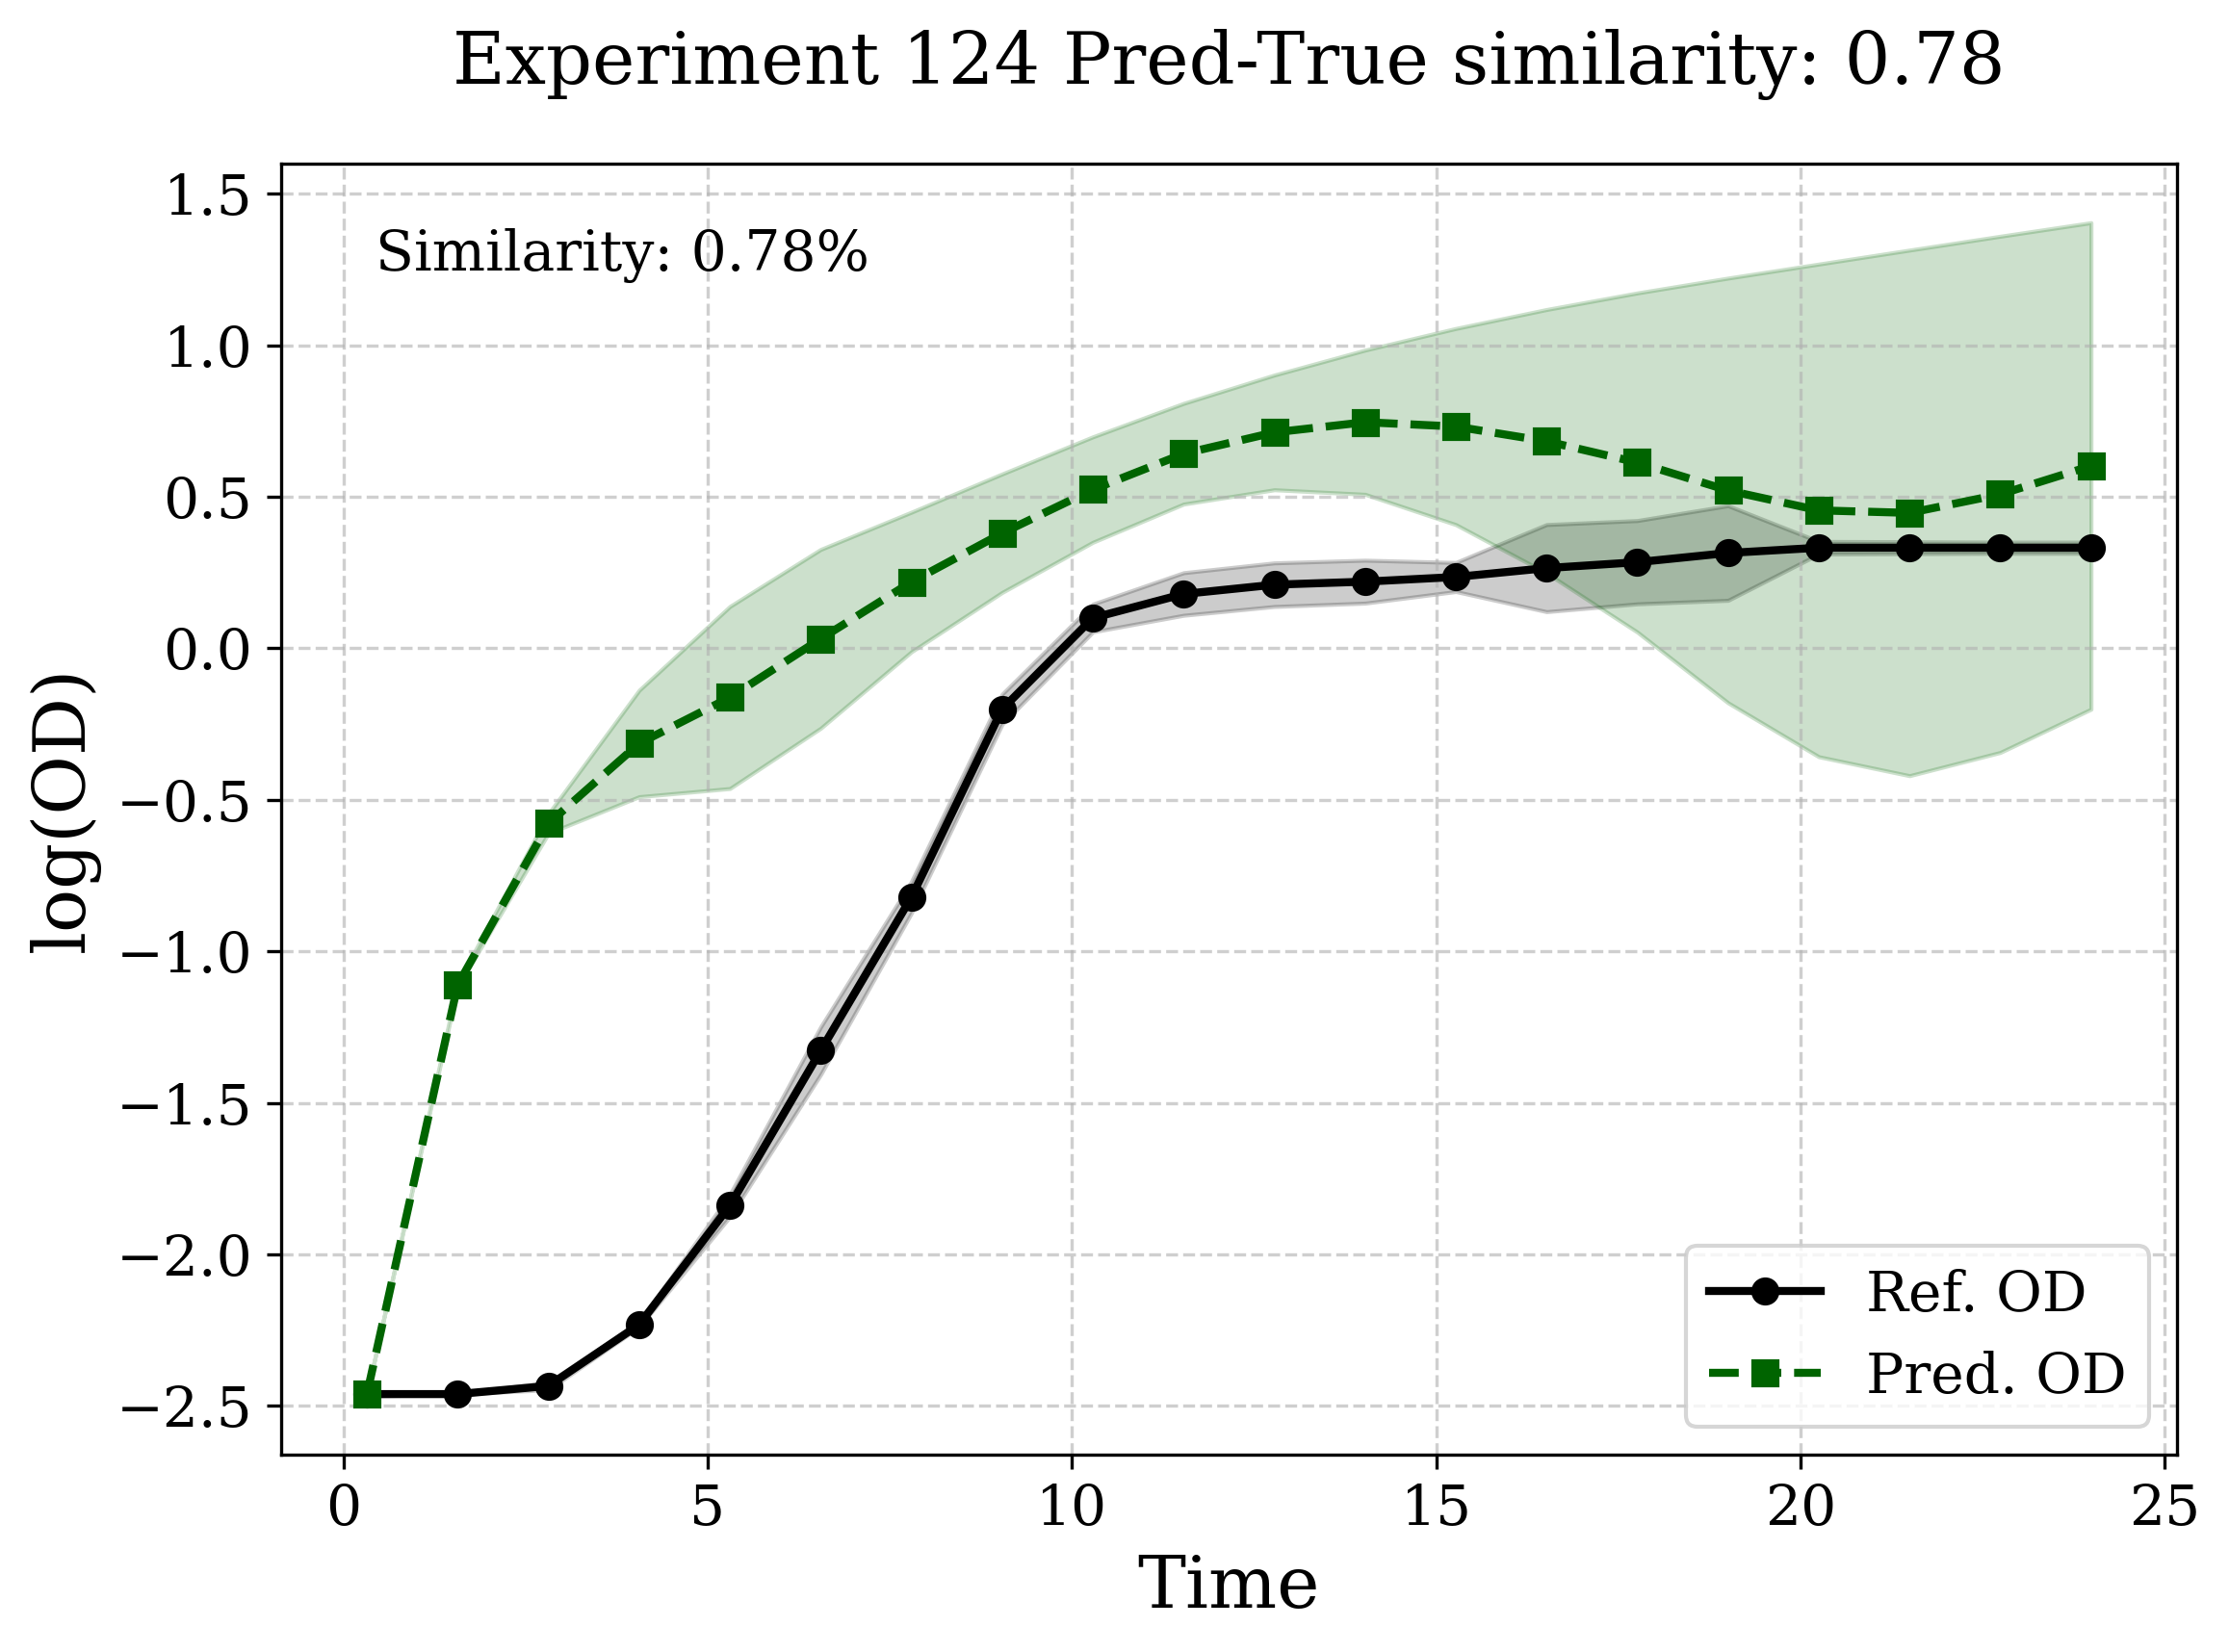 Experiment 124 Pred-True similarity: 0.78
Similarity: 0.78%
log(OD)
1.5
1.0
0.5
0.0
−0.5
−1.0
−1.5
−2.0
−2.5
Ref. OD
Pred. OD
0 5 10 15 20 25
Time